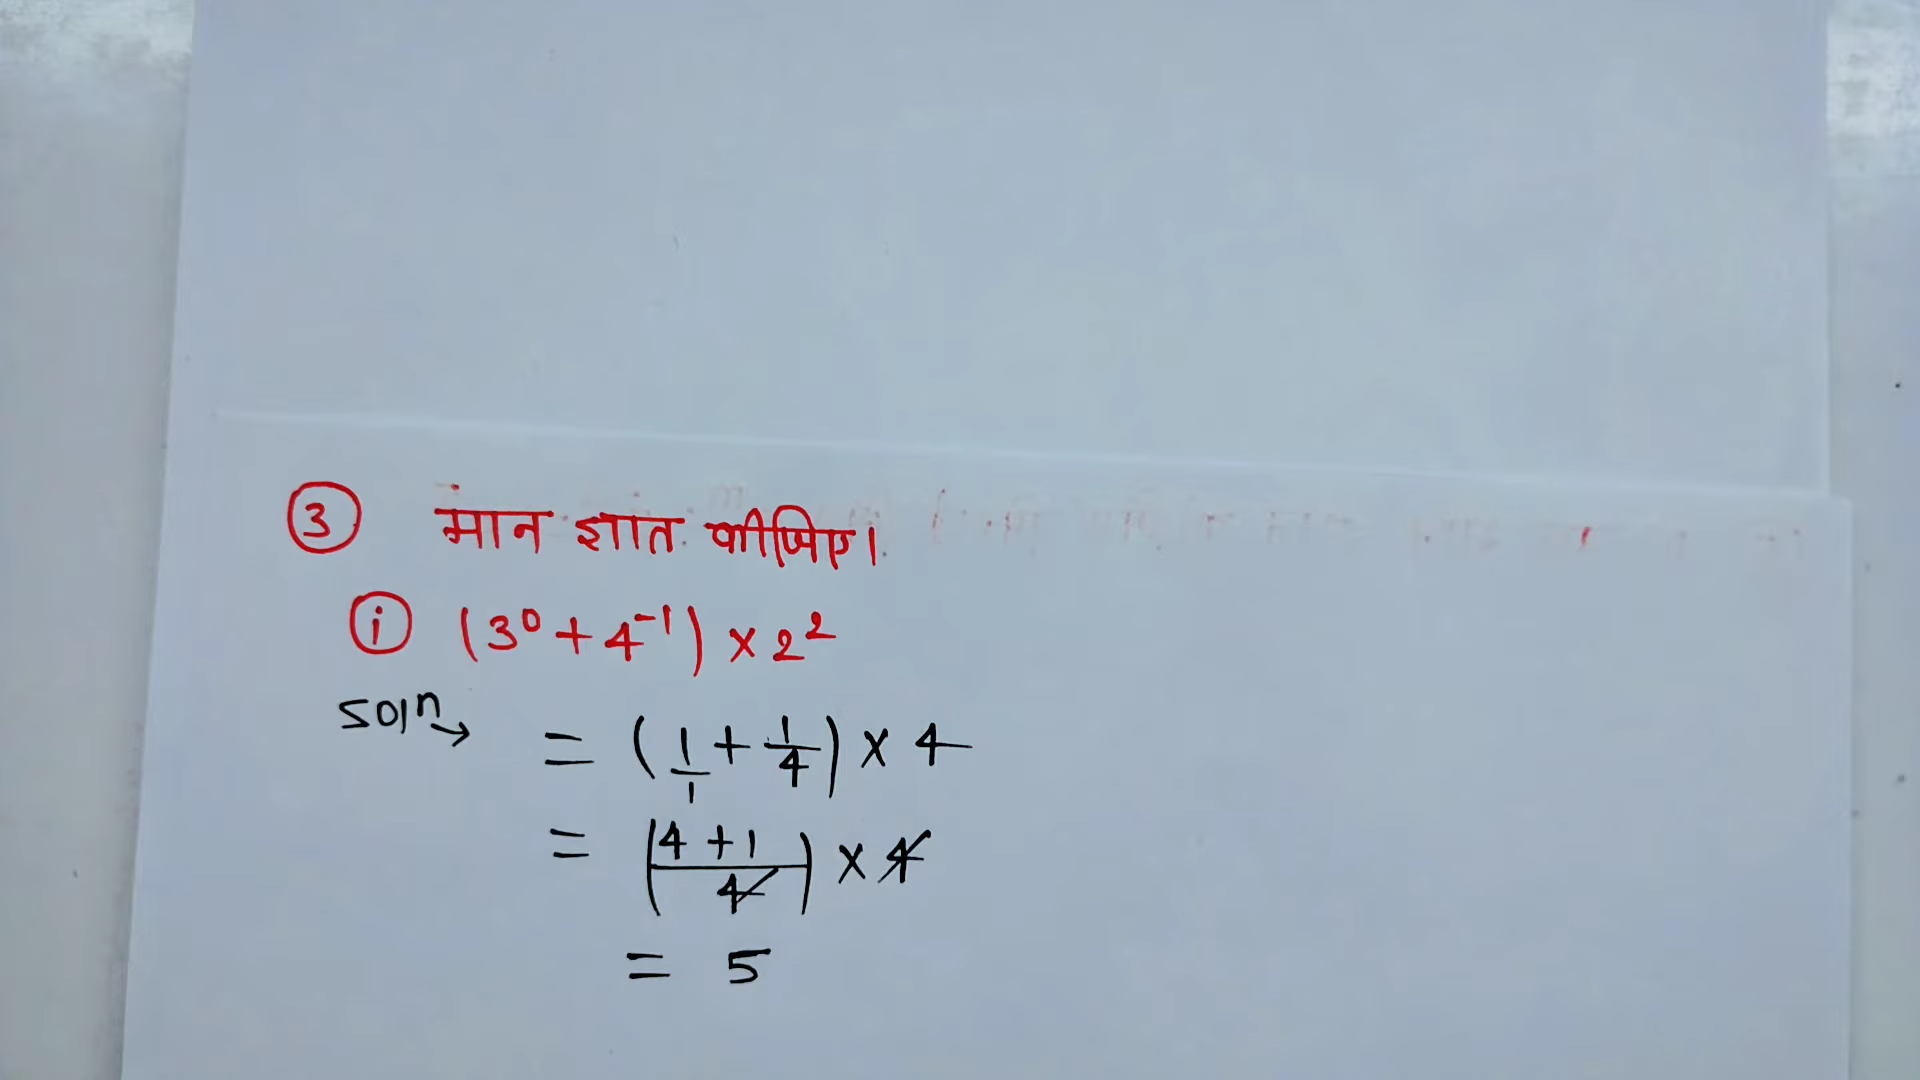 ③ मान ज्ञात कीजिए।
ⓘ (3⁰ + 4⁻¹) × 2²
Solⁿ→ = (1/1 + 1/4) × 4
= (4 + 1 / 4) × 4
= 5